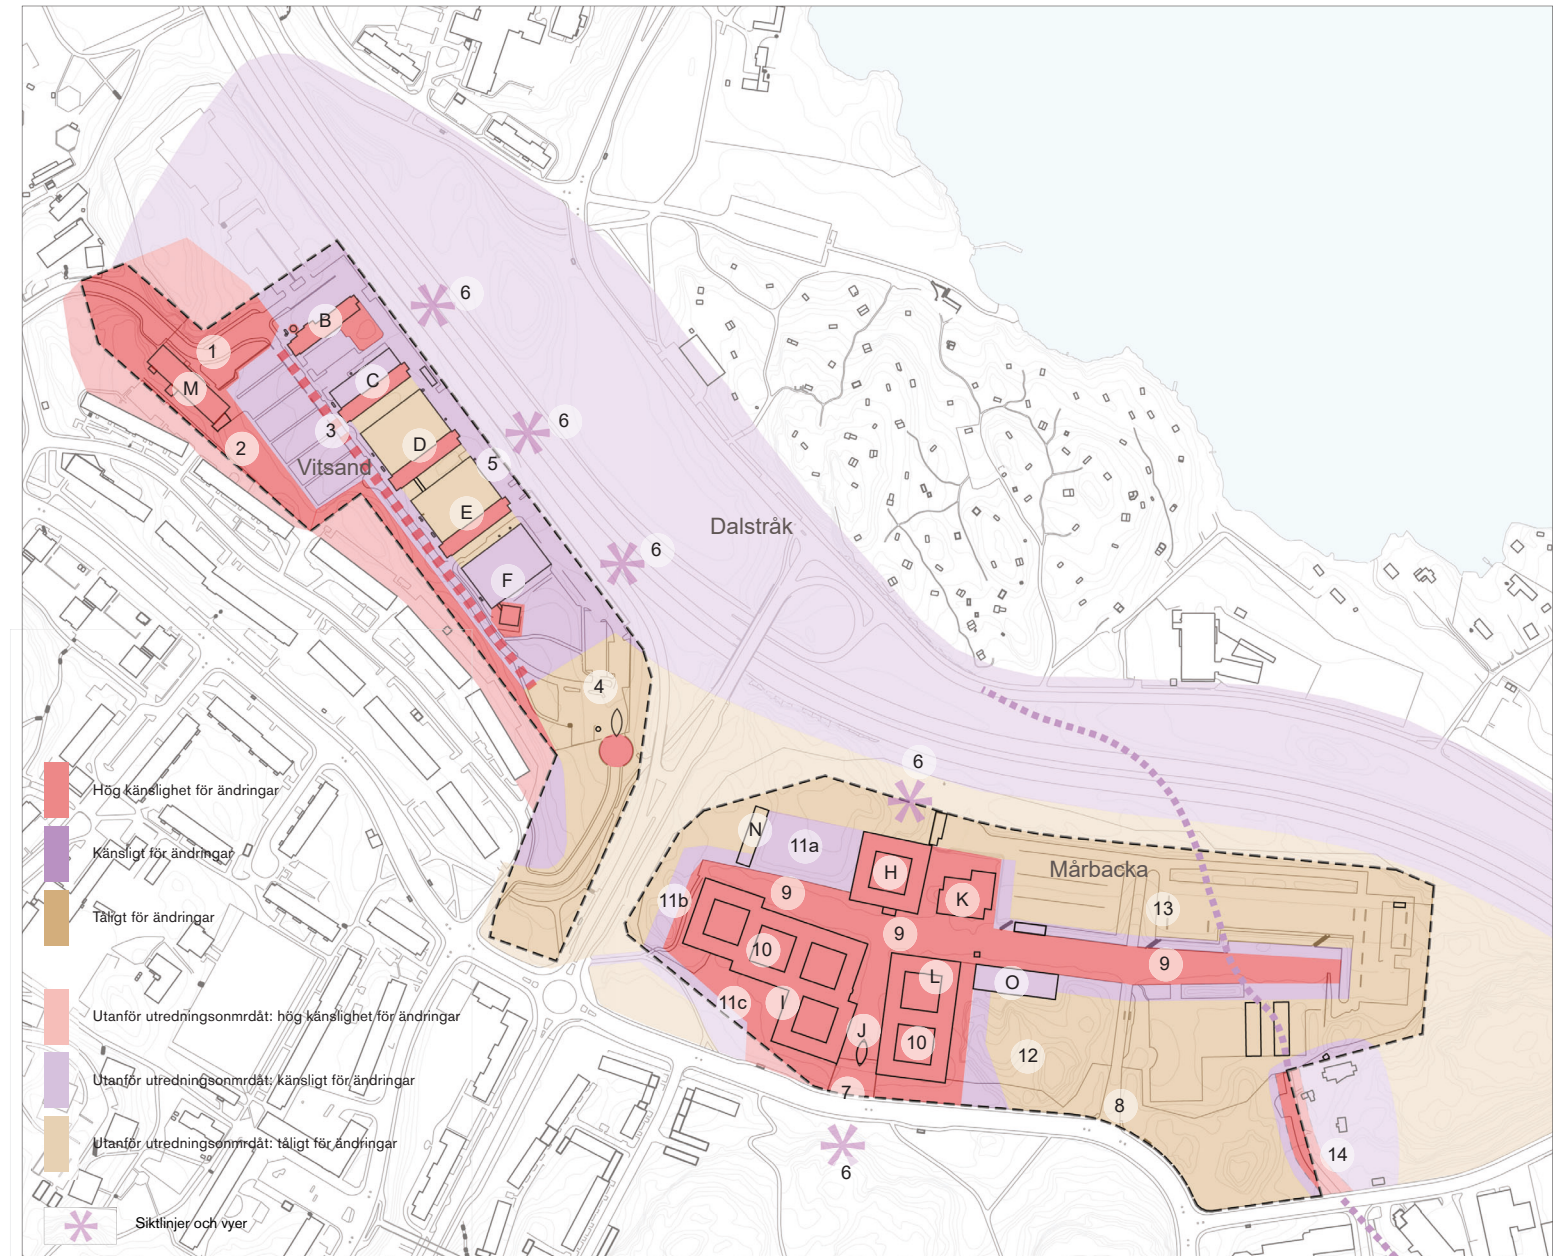 6
B
1
C
M
6
3
D
2
Vitsand
5
E
Dalstråk
6
F
4
6
Hög känslighet för ändringar
N
11a
Känsligt för ändringar
H
Mårbacka
9
11b
K
13
Tåligt för ändringar
9
10
9
L
O
11c
I
Utanför utredningsonmrdåt: hög känslighet för ändringar
J
10
12
Utanför utredningsonmrdåt: känsligt för ändringar
7
8
Utanför utredningsonmrdåt: tåligt för ändringar
14
6
Siktlinjer och vyer